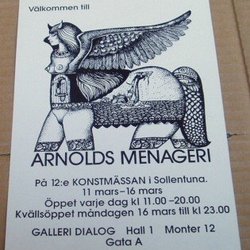 Välkommen till
ARNOLDS MENAGERI
På 12:e KONSTMÄSSAN i Sollentuna.
11 mars–16 mars
Öppet varje dag kl 11.00–20.00
Kvällsöppet måndagen 16 mars till kl 23.00
GALLERI DIALOG Hall 1 Monter 12
Gata A